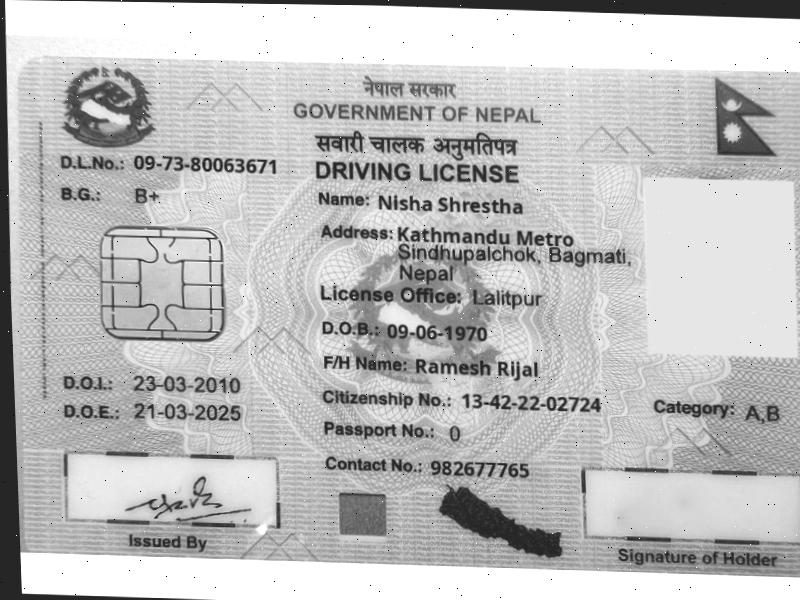 नेपाल सरकार
GOVERNMENT OF NEPAL
सवारी चालक अनुमतिपत्र
DRIVING LICENSE
D.L.No.: 09-73-80063671
B.G.: B+
Name: Nisha Shrestha
Address: Kathmandu Metro
Sindhupalchok, Bagmati,
Nepal
License Office: Lalitpur
D.O.B.: 09-06-1970
F/H Name: Ramesh Rijal
D.O.I.: 23-03-2010
D.O.E.: 21-03-2025
Citizenship No.: 13-42-22-02724
Category: A,B
Passport No.: 0
Contact No.: 982677765
Issued By
Signature of Holder